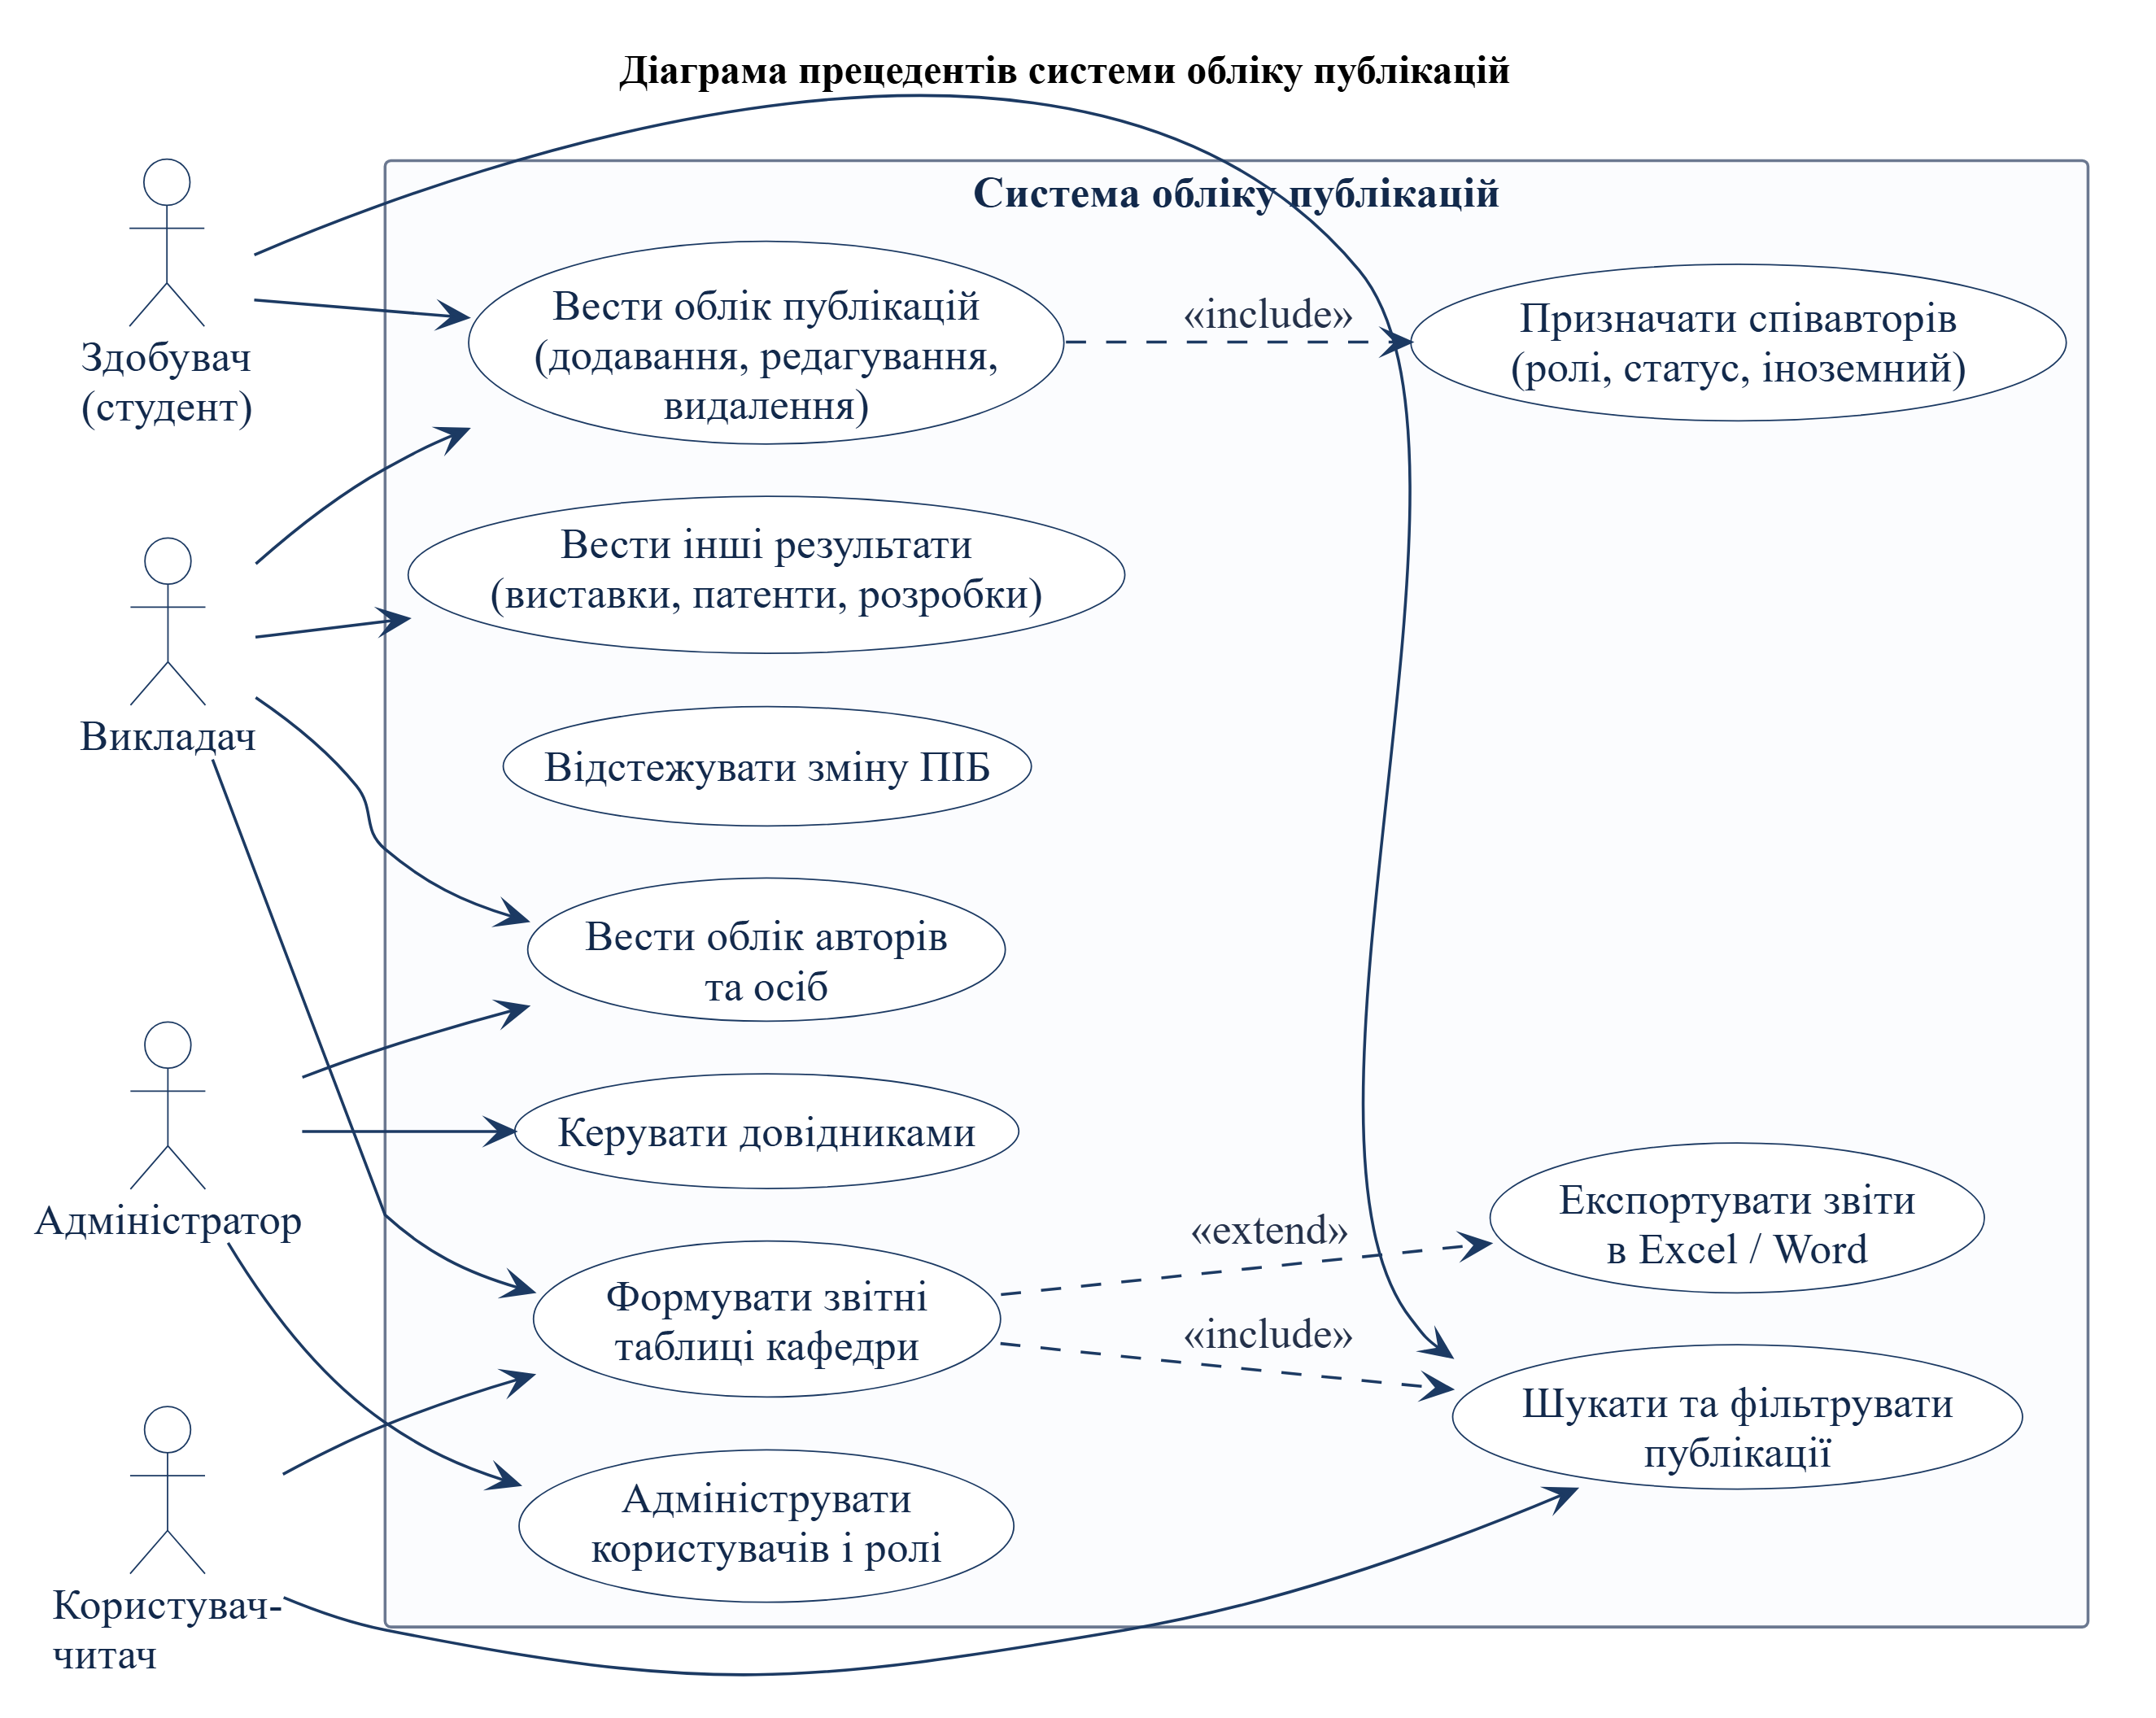 Діаграма прецедентів системи обліку публікацій
Система обліку публікацій
Здобувач
(студент)
Вести облік публікацій
(додавання, редагування,
видалення)
«include»
Призначати співавторів
(ролі, статус, іноземний)
Вести інші результати
(виставки, патенти, розробки)
Викладач
Відстежувати зміну ПІБ
Вести облік авторів
та осіб
Керувати довідниками
Адміністратор
«extend»
Експортувати звіти
в Excel / Word
Формувати звітні
таблиці кафедри
«include»
Шукати та фільтрувати
публікації
Адмініструвати
користувачів і ролі
Користувач-
читач